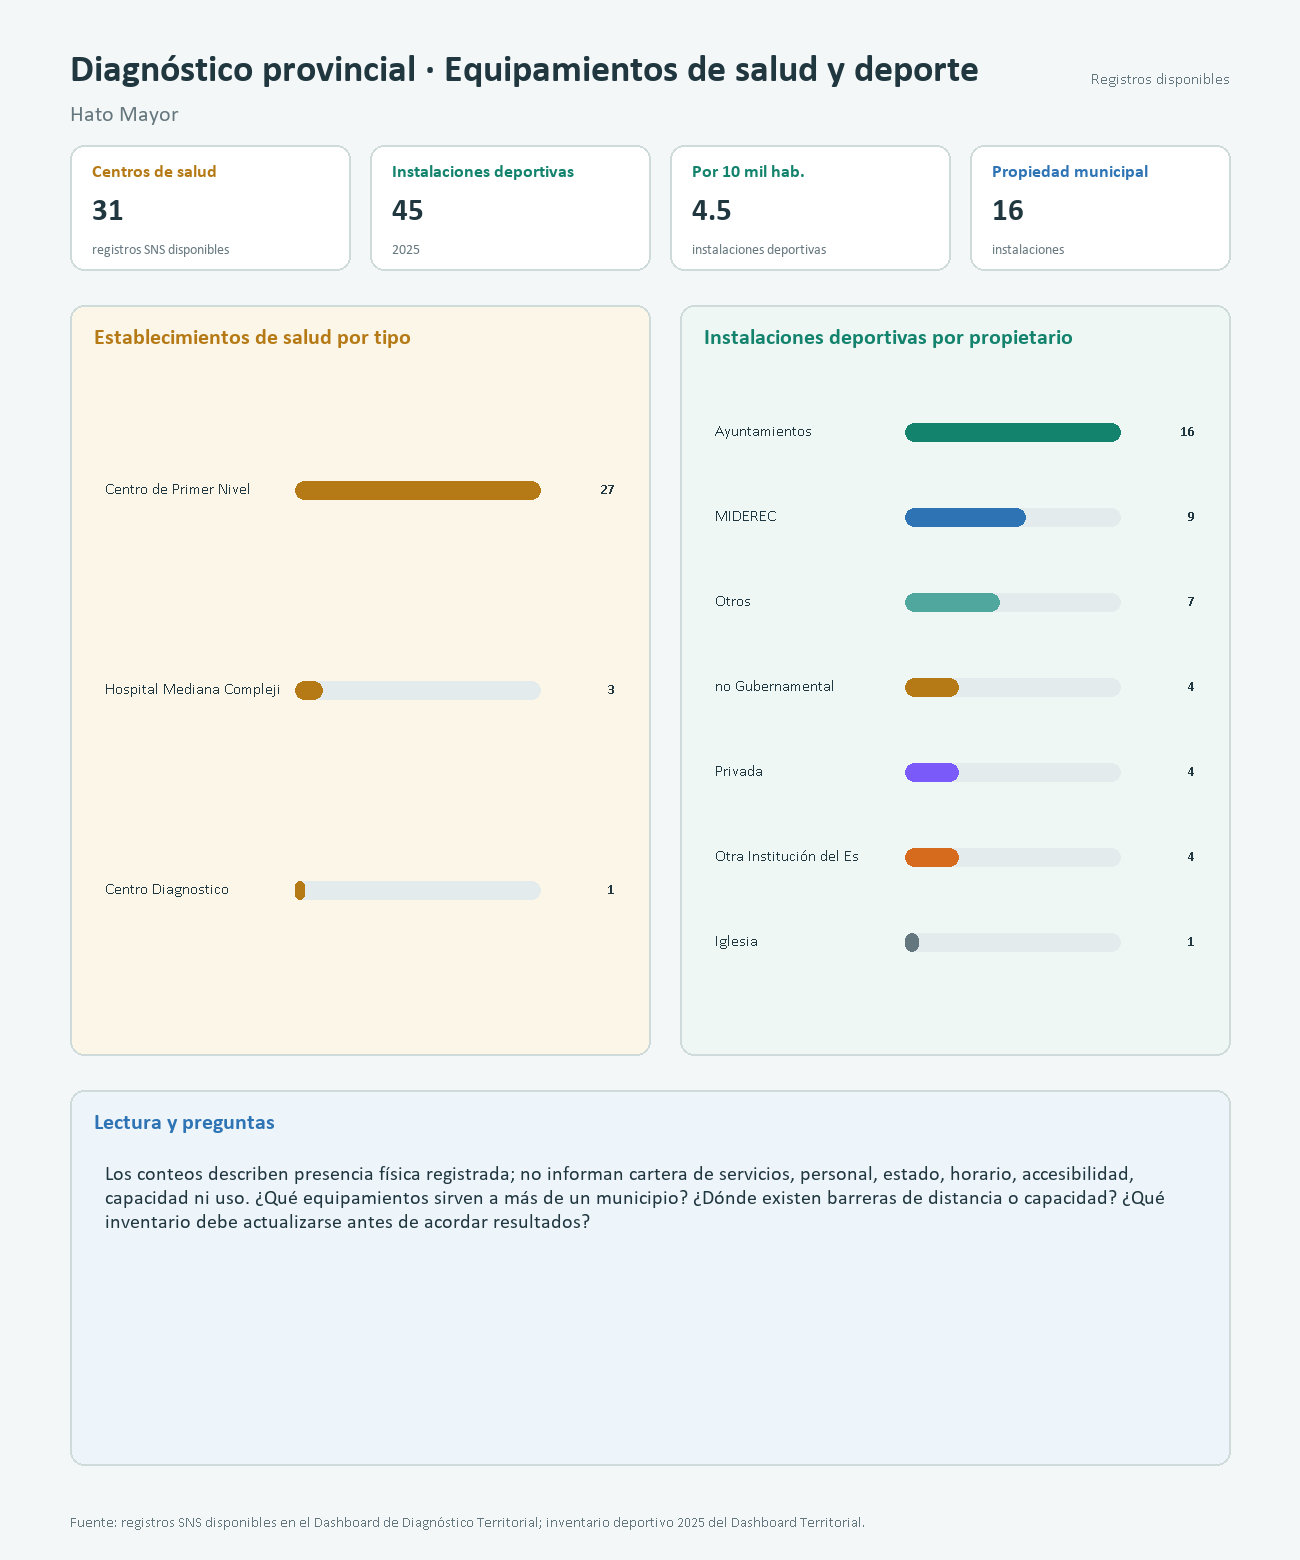 Diagnóstico provincial · Equipamientos de salud y deporte
Registros disponibles
Hato Mayor
Centros de salud
31
registros SNS disponibles
Instalaciones deportivas
45
2025
Por 10 mil hab.
4.5
instalaciones deportivas
Propiedad municipal
16
instalaciones
Establecimientos de salud por tipo
Centro de Primer Nivel 27
Hospital Mediana Compleji 3
Centro Diagnostico 1
Instalaciones deportivas por propietario
Ayuntamientos 16
MIDEREC 9
Otros 7
no Gubernamental 4
Privada 4
Otra Institución del Es 4
Iglesia 1
Lectura y preguntas
Los conteos describen presencia física registrada; no informan cartera de servicios, personal, estado, horario, accesibilidad,
capacidad ni uso. ¿Qué equipamientos sirven a más de un municipio? ¿Dónde existen barreras de distancia o capacidad? ¿Qué
inventario debe actualizarse antes de acordar resultados?
Fuente: registros SNS disponibles en el Dashboard de Diagnóstico Territorial; inventario deportivo 2025 del Dashboard Territorial.